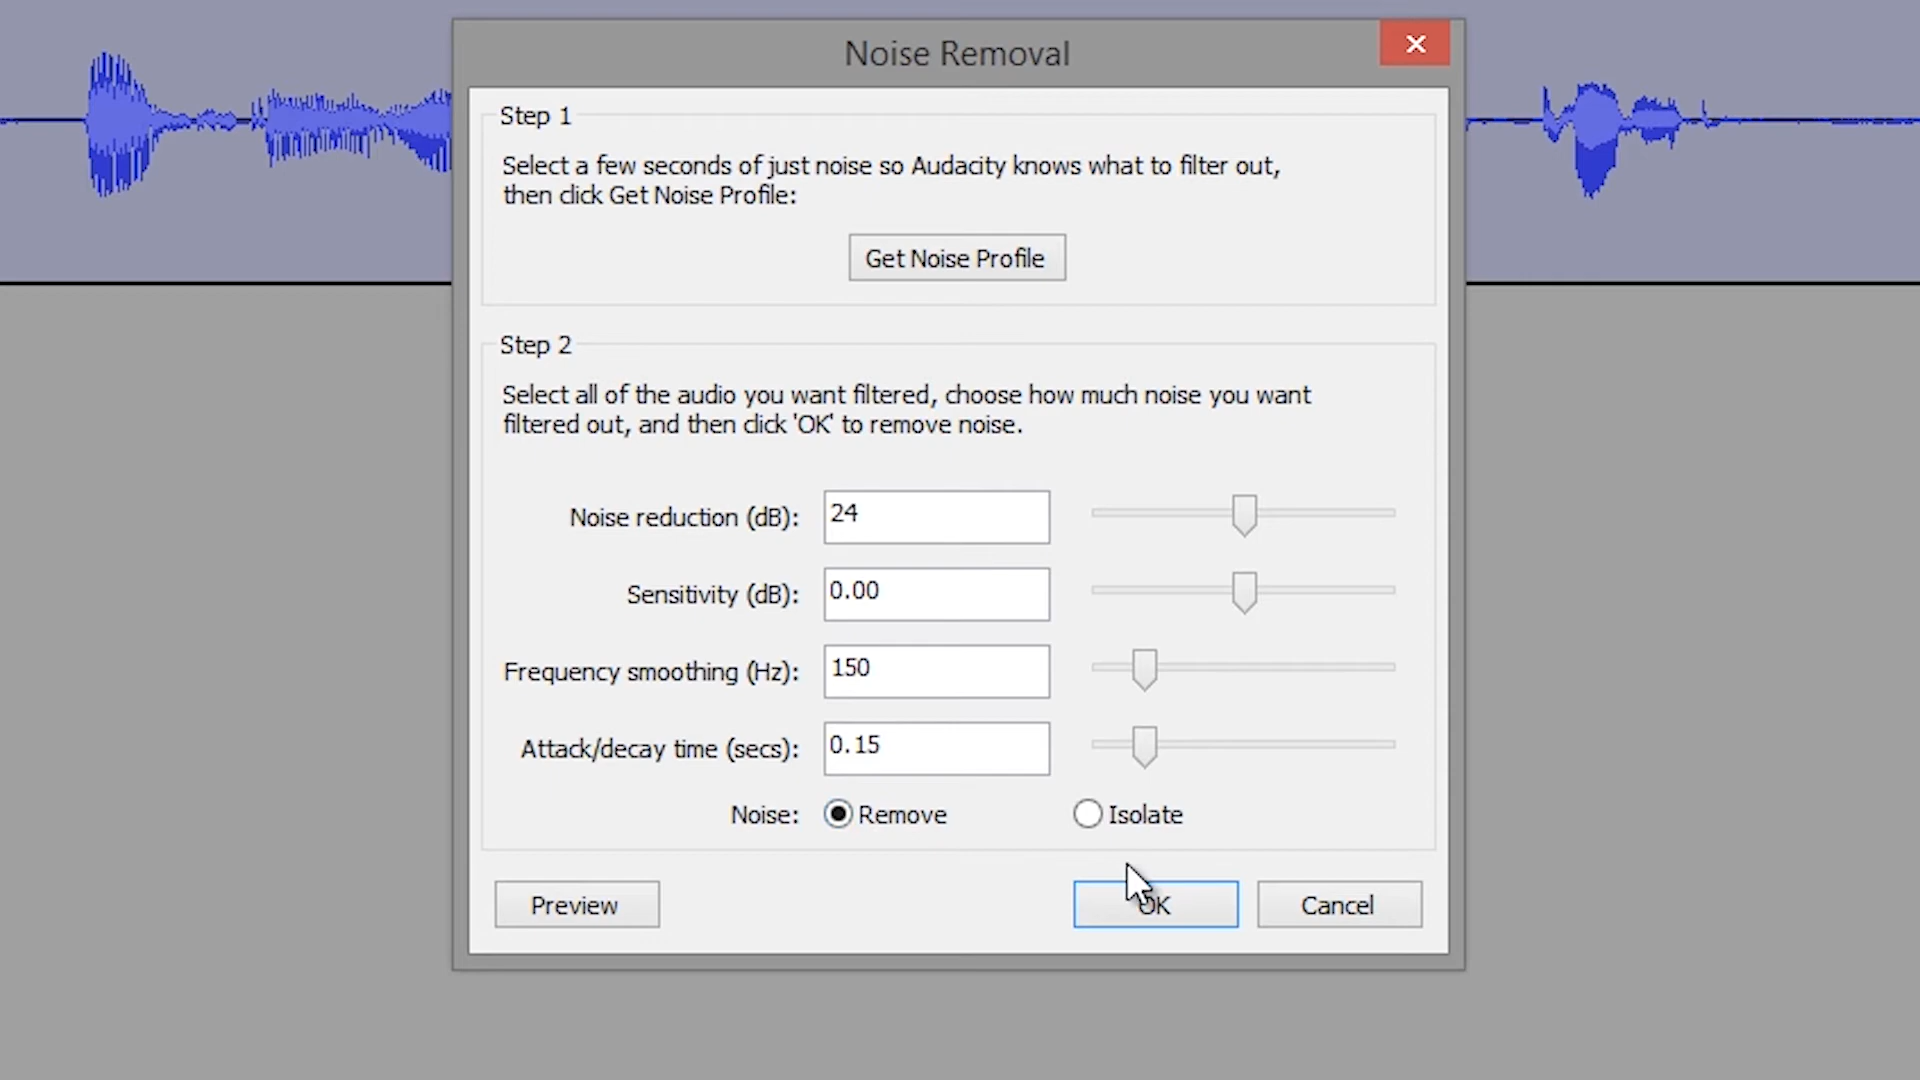 Noise Removal
Step 1
Select a few seconds of just noise so Audacity knows what to filter out,
then click Get Noise Profile:
Get Noise Profile
Step 2
Select all of the audio you want filtered, choose how much noise you want
filtered out, and then click 'OK' to remove noise.
Noise reduction (dB): 24
Sensitivity (dB): 0.00
Frequency smoothing (Hz): 150
Attack/decay time (secs): 0.15
Noise: Remove Isolate
Preview OK Cancel